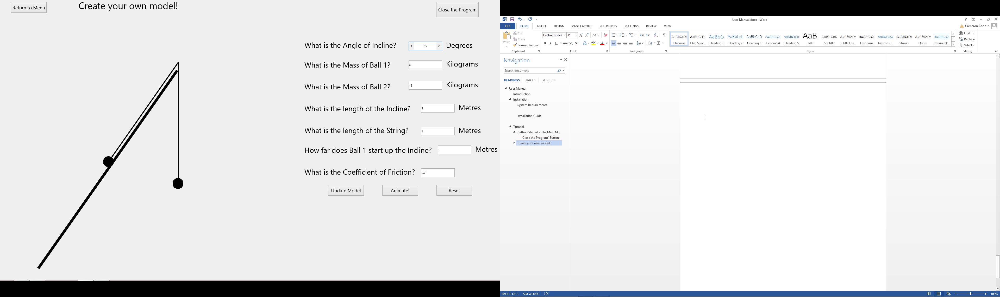 Return to Menu
Create your own model!
Close the Program
What is the Angle of Incline? < 55 > Degrees
What is the Mass of Ball 1? 8 Kilograms
What is the Mass of Ball 2? 15 Kilograms
What is the length of the Incline? 2 Metres
What is the length of the String? 2 Metres
How far does Ball 1 start up the Incline? 1 Metres
What is the Coefficient of Friction? 0.7
Update Model Animate! Reset
User Manual.docx - Word
FILE HOME INSERT DESIGN PAGE LAYOUT REFERENCES MAILINGS REVIEW VIEW
Cameron Conn
Paste
Cut
Copy
Format Painter
Clipboard
Calibri (Body) 11
Font
Paragraph
AaBbCcDc AaBbCcDc AaBbCc AaBbCcC AaBbCcD AaBbCcDc AaBbCcDc AaBl AaBbCcC AaBbCcDc AaBbCcDc AaBbCcDc AaBbCcDc AaBbCcDc AaBbCcDc
¶ Normal ¶ No Spac... Heading 1 Heading 2 Heading 3 Heading 4 Heading 5 Title Subtitle Subtle Em... Emphasis Intense E... Strong Quote Intense Q...
Styles
Find
Replace
Select
Editing
Navigation
Search document
HEADINGS PAGES RESULTS
User Manual
Introduction
Installation
System Requirements
Installation Guide
Tutorial
Getting Started – The Main M...
'Close the Program' Button
Create your own model!
PAGE 8 OF 8 598 WORDS
100%